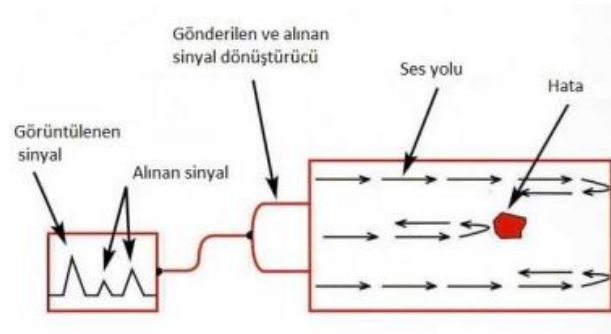 Gönderilen ve alınan
sinyal dönüştürücü
Ses yolu
Hata
Görüntülenen
sinyal
Alınan sinyal